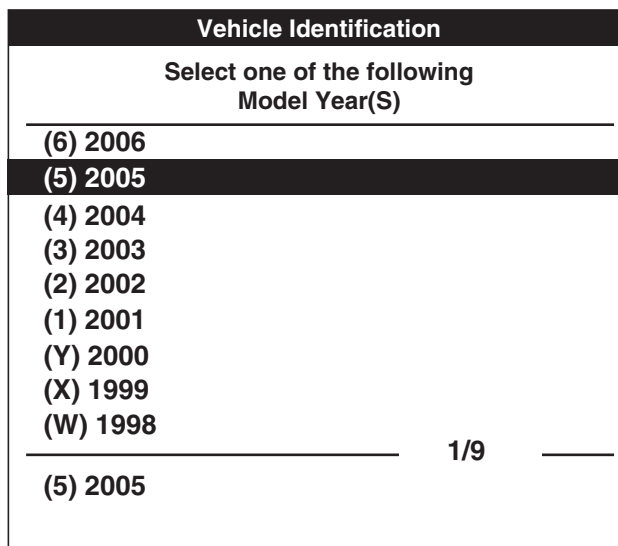 Vehicle Identification
Select one of the following
Model Year(S)
(6) 2006
(5) 2005
(4) 2004
(3) 2003
(2) 2002
(1) 2001
(Y) 2000
(X) 1999
(W) 1998
1/9
(5) 2005